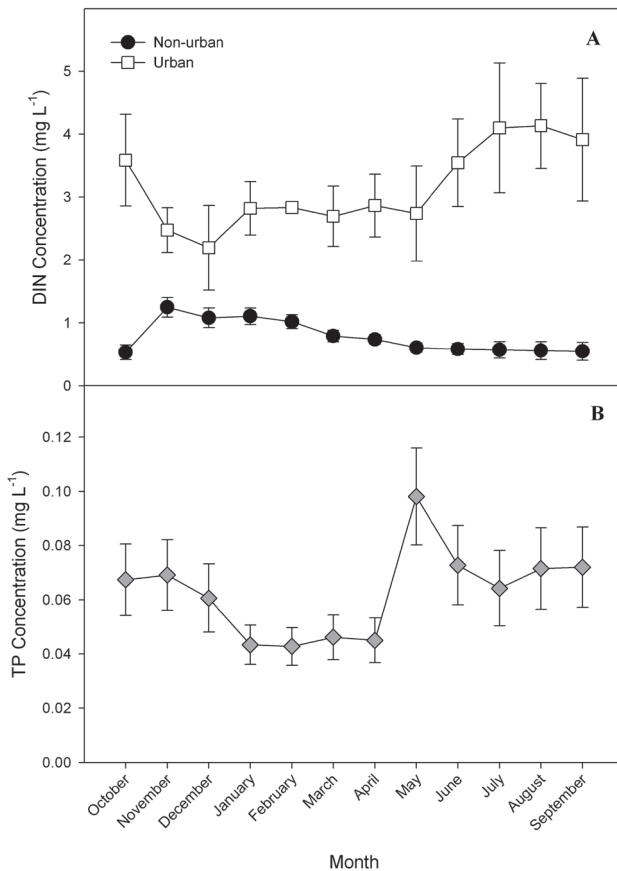 Non-urban
Urban
A
DIN Concentration (mg L⁻¹)
5
4
3
2
1
0
B
TP Concentration (mg L⁻¹)
0.12
0.10
0.08
0.06
0.04
0.02
0.00
October
November
December
January
February
March
April
May
June
July
August
September
Month